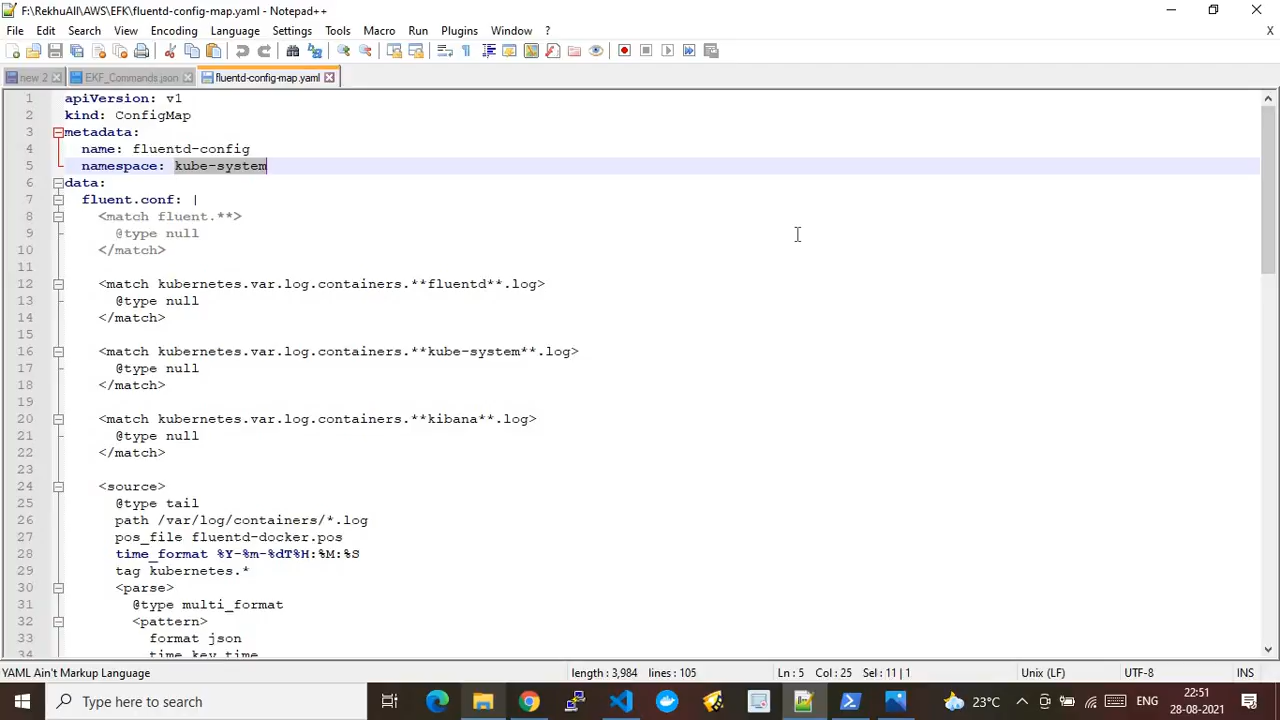 F:\RekhuAll\AWS\EFK\fluentd-config-map.yaml - Notepad++
File Edit Search View Encoding Language Settings Tools Macro Run Plugins Window ? X
new 2 EKF_Commands.json fluentd-config-map.yaml
1 apiVersion: v1
2 kind: ConfigMap
3 metadata:
4 name: fluentd-config
5 namespace: kube-system
6 data:
7 fluent.conf: |
8 <match fluent.**>
9 @type null
10 </match>
11
12 <match kubernetes.var.log.containers.**fluentd**.log>
13 @type null
14 </match>
15
16 <match kubernetes.var.log.containers.**kube-system**.log>
17 @type null
18 </match>
19
20 <match kubernetes.var.log.containers.**kibana**.log>
21 @type null
22 </match>
23
24 <source>
25 @type tail
26 path /var/log/containers/*.log
27 pos_file fluentd-docker.pos
28 time_format %Y-%m-%dT%H:%M:%S
29 tag kubernetes.*
30 <parse>
31 @type multi_format
32 <pattern>
33 format json
time_key time
YAML Ain't Markup Language length : 3,984 lines : 105 Ln : 5 Col : 25 Sel : 11 | 1 Unix (LF) UTF-8 INS
Type here to search 23°C ENG 22:51
28-08-2021